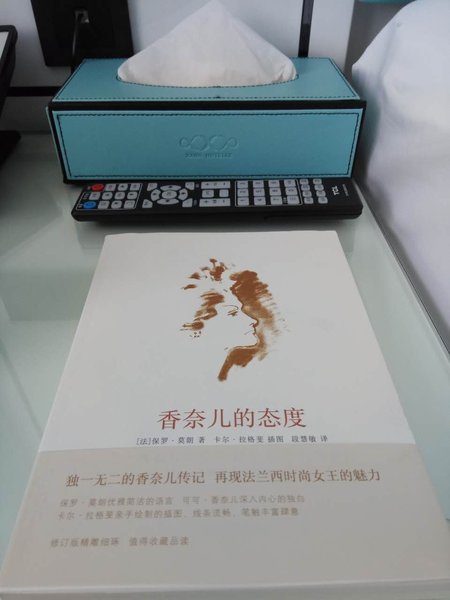 TCL
香奈儿的态度
[法]保罗·莫朗 著 卡尔·拉格斐 插图 段慧敏 译
独一无二的香奈儿传记 再现法兰西时尚女王的魅力
保罗·莫朗优雅简洁的语言 可可·香奈儿深入内心的独白
卡尔·拉格斐亲手绘制的插图，线条流畅，笔触丰富肆意
修订版精雕细琢 值得收藏品读